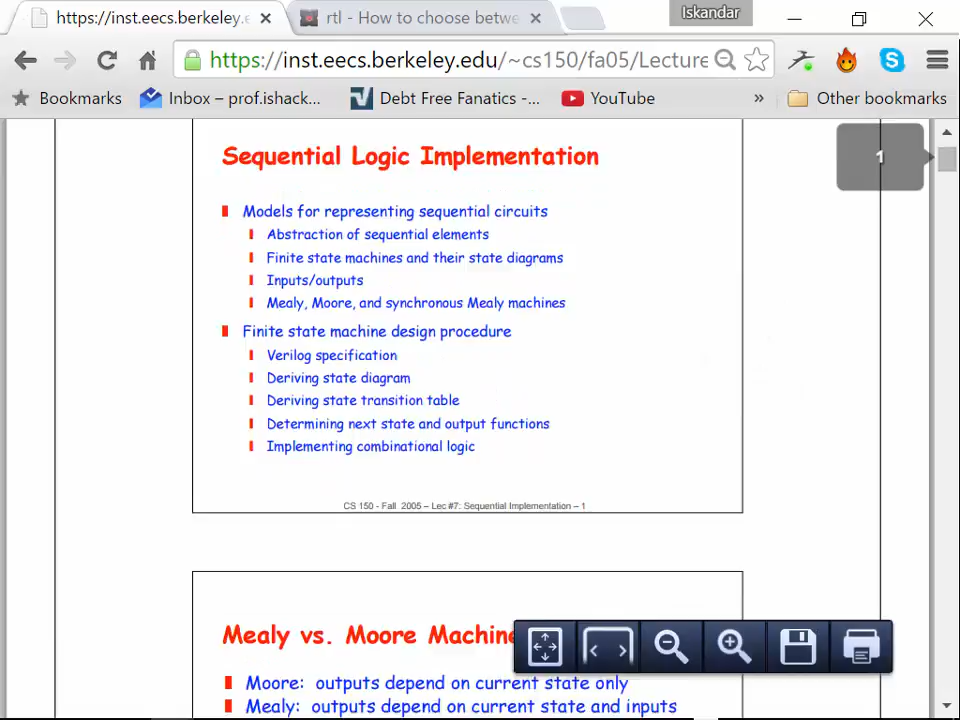 Iskandar
https://inst.eecs.berkeley.e
rtl - How to choose betwe
https://inst.eecs.berkeley.edu/~cs150/fa05/Lecture
Bookmarks
Inbox – prof.ishack...
Debt Free Fanatics -...
YouTube
»
Other bookmarks
1
Sequential Logic Implementation
Models for representing sequential circuits
Abstraction of sequential elements
Finite state machines and their state diagrams
Inputs/outputs
Mealy, Moore, and synchronous Mealy machines
Finite state machine design procedure
Verilog specification
Deriving state diagram
Deriving state transition table
Determining next state and output functions
Implementing combinational logic
CS 150 - Fall 2005 – Lec #7: Sequential Implementation – 1
Mealy vs. Moore Machine
Moore: outputs depend on current state only
Mealy: outputs depend on current state and inputs